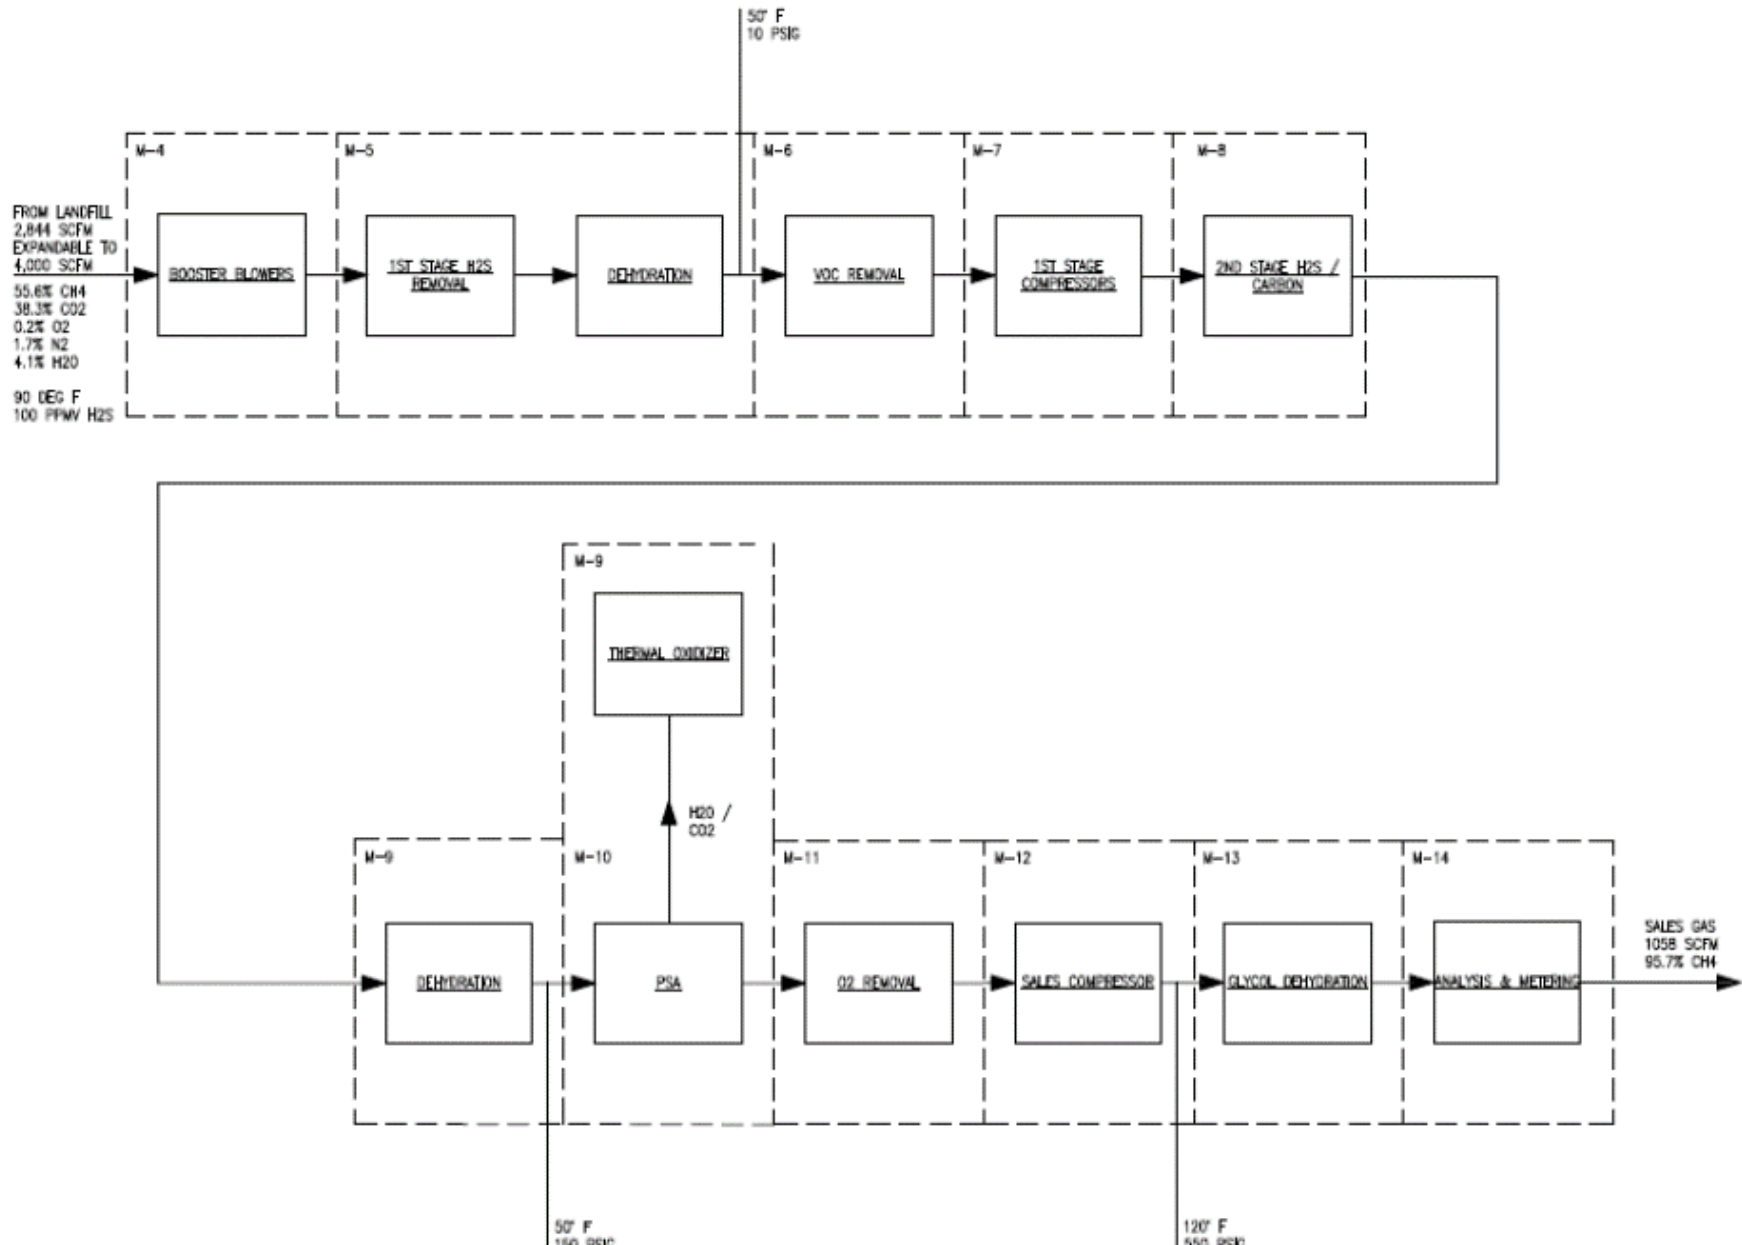 50° F
10 PSIG
M-4
M-5
M-6
M-7
M-8
FROM LANDFILL
2,844 SCFM
EXPANDABLE TO
4,000 SCFM
55.6% CH4
38.3% CO2
0.2% O2
1.7% N2
4.1% H2O
90 DEG F
100 PPMV H2S
BOOSTER BLOWERS
1ST STAGE H2S
REMOVAL
DEHYDRATION
VOC REMOVAL
1ST STAGE
COMPRESSORS
2ND STAGE H2S /
CARBON
M-9
THERMAL OXIDIZER
H2O /
CO2
M-9
M-10
M-11
M-12
M-13
M-14
DEHYDRATION
PSA
O2 REMOVAL
SALES COMPRESSOR
GLYCOL DEHYDRATION
ANALYSIS & METERING
SALES GAS
1058 SCFM
95.7% CH4
50° F
150 PSIG
120° F
550 PSIG